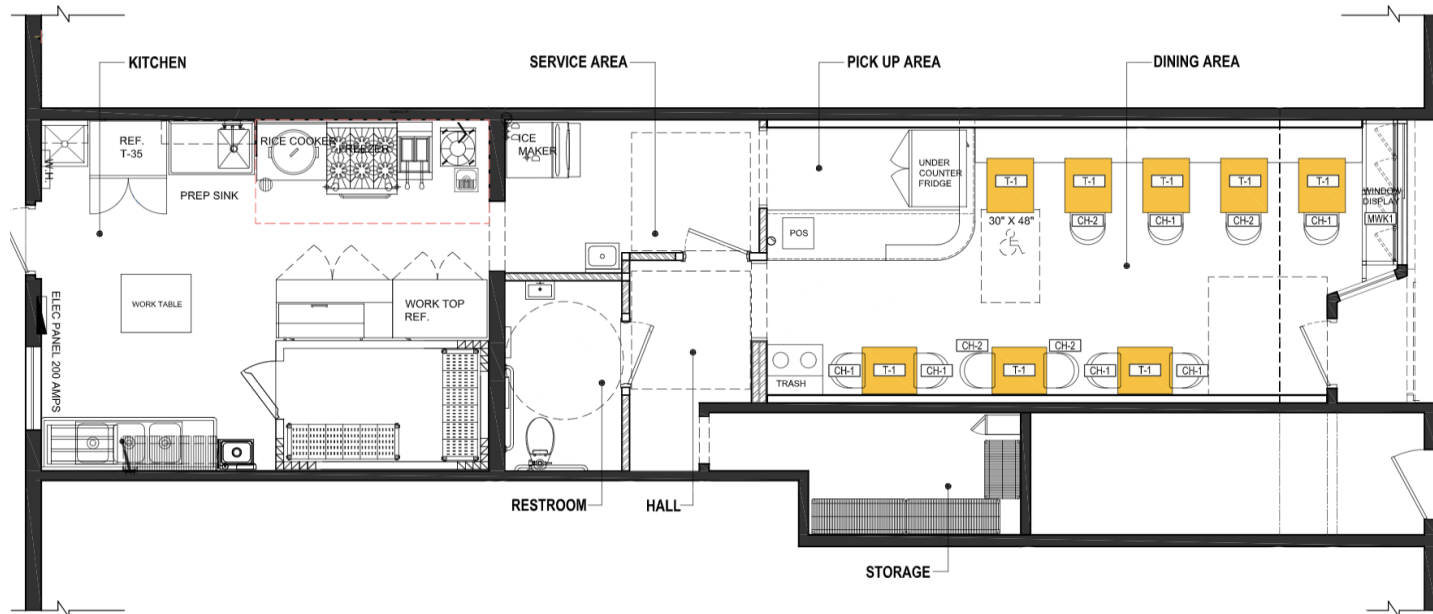 KITCHEN
SERVICE AREA
PICK UP AREA
DINING AREA
REF.
T-35
RICE COOKER
FREEZER
ICE
MAKER
W.H
PREP SINK
UNDER
COUNTER
FRIDGE
T-1
T-1
T-1
T-1
T-1
WINDOW
DISPLAY
MWK1
30" X 48"
CH-2
CH-1
CH-2
CH-1
POS
WORK TABLE
WORK TOP
REF.
ELEC PANEL 200 AMPS
CH-2
CH-2
CH-1
T-1
CH-1
T-1
CH-1
T-1
CH-1
TRASH
RESTROOM
HALL
STORAGE